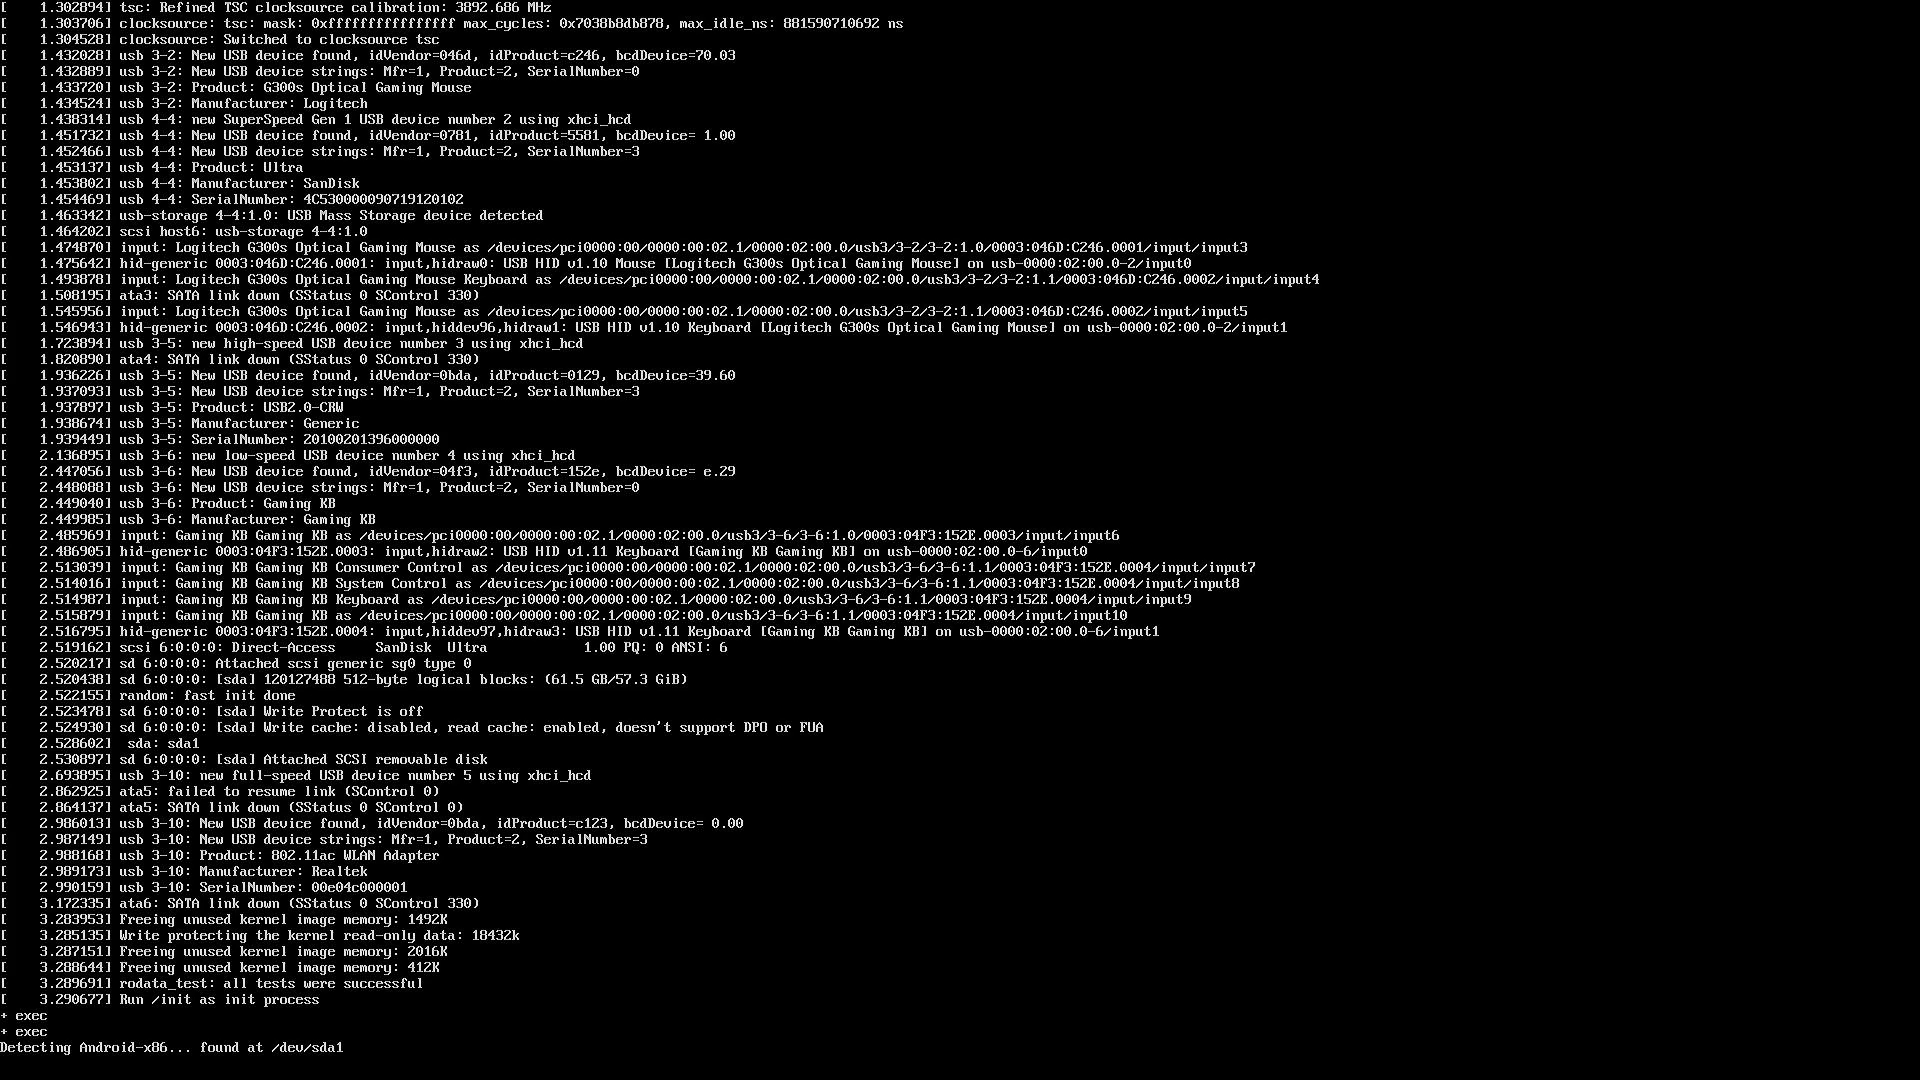 [    1.302894] tsc: Refined TSC clocksource calibration: 3892.686 MHz
[    1.303706] clocksource: tsc: mask: 0xffffffffffffffff max_cycles: 0x7038b8db878, max_idle_ns: 881590710692 ns
[    1.304528] clocksource: Switched to clocksource tsc
[    1.432028] usb 3-2: New USB device found, idVendor=046d, idProduct=c246, bcdDevice=70.03
[    1.432889] usb 3-2: New USB device strings: Mfr=1, Product=2, SerialNumber=0
[    1.433720] usb 3-2: Product: G300s Optical Gaming Mouse
[    1.434524] usb 3-2: Manufacturer: Logitech
[    1.438314] usb 4-4: new SuperSpeed Gen 1 USB device number 2 using xhci_hcd
[    1.451732] usb 4-4: New USB device found, idVendor=0781, idProduct=5581, bcdDevice= 1.00
[    1.452466] usb 4-4: New USB device strings: Mfr=1, Product=2, SerialNumber=3
[    1.453137] usb 4-4: Product: Ultra
[    1.453802] usb 4-4: Manufacturer: SanDisk
[    1.454469] usb 4-4: SerialNumber: 4C530000090719120102
[    1.463342] usb-storage 4-4:1.0: USB Mass Storage device detected
[    1.464202] scsi host6: usb-storage 4-4:1.0
[    1.474870] input: Logitech G300s Optical Gaming Mouse as /devices/pci0000:00/0000:00:02.1/0000:02:00.0/usb3/3-2/3-2:1.0/0003:046D:C246.0001/input/input3
[    1.475642] hid-generic 0003:046D:C246.0001: input,hidraw0: USB HID v1.10 Mouse [Logitech G300s Optical Gaming Mouse] on usb-0000:02:00.0-2/input0
[    1.493878] input: Logitech G300s Optical Gaming Mouse Keyboard as /devices/pci0000:00/0000:00:02.1/0000:02:00.0/usb3/3-2/3-2:1.1/0003:046D:C246.0002/input/input4
[    1.508195] ata3: SATA link down (SStatus 0 SControl 330)
[    1.545956] input: Logitech G300s Optical Gaming Mouse as /devices/pci0000:00/0000:00:02.1/0000:02:00.0/usb3/3-2/3-2:1.1/0003:046D:C246.0002/input/input5
[    1.546943] hid-generic 0003:046D:C246.0002: input,hiddev96,hidraw1: USB HID v1.10 Keyboard [Logitech G300s Optical Gaming Mouse] on usb-0000:02:00.0-2/input1
[    1.723894] usb 3-5: new high-speed USB device number 3 using xhci_hcd
[    1.820890] ata4: SATA link down (SStatus 0 SControl 330)
[    1.936226] usb 3-5: New USB device found, idVendor=0bda, idProduct=0129, bcdDevice=39.60
[    1.937093] usb 3-5: New USB device strings: Mfr=1, Product=2, SerialNumber=3
[    1.937897] usb 3-5: Product: USB2.0-CRW
[    1.938674] usb 3-5: Manufacturer: Generic
[    1.939449] usb 3-5: SerialNumber: 20100201396000000
[    2.136895] usb 3-6: new low-speed USB device number 4 using xhci_hcd
[    2.447056] usb 3-6: New USB device found, idVendor=04f3, idProduct=152e, bcdDevice= e.29
[    2.448088] usb 3-6: New USB device strings: Mfr=1, Product=2, SerialNumber=0
[    2.449040] usb 3-6: Product: Gaming KB
[    2.449985] usb 3-6: Manufacturer: Gaming KB
[    2.485969] input: Gaming KB Gaming KB as /devices/pci0000:00/0000:00:02.1/0000:02:00.0/usb3/3-6/3-6:1.0/0003:04F3:152E.0003/input/input6
[    2.486905] hid-generic 0003:04F3:152E.0003: input,hidraw2: USB HID v1.11 Keyboard [Gaming KB Gaming KB] on usb-0000:02:00.0-6/input0
[    2.513039] input: Gaming KB Gaming KB Consumer Control as /devices/pci0000:00/0000:00:02.1/0000:02:00.0/usb3/3-6/3-6:1.1/0003:04F3:152E.0004/input/input7
[    2.514016] input: Gaming KB Gaming KB System Control as /devices/pci0000:00/0000:00:02.1/0000:02:00.0/usb3/3-6/3-6:1.1/0003:04F3:152E.0004/input/input8
[    2.514987] input: Gaming KB Gaming KB Keyboard as /devices/pci0000:00/0000:00:02.1/0000:02:00.0/usb3/3-6/3-6:1.1/0003:04F3:152E.0004/input/input9
[    2.515879] input: Gaming KB Gaming KB as /devices/pci0000:00/0000:00:02.1/0000:02:00.0/usb3/3-6/3-6:1.1/0003:04F3:152E.0004/input/input10
[    2.516795] hid-generic 0003:04F3:152E.0004: input,hiddev97,hidraw3: USB HID v1.11 Keyboard [Gaming KB Gaming KB] on usb-0000:02:00.0-6/input1
[    2.519162] scsi 6:0:0:0: Direct-Access     SanDisk  Ultra            1.00 PQ: 0 ANSI: 6
[    2.520217] sd 6:0:0:0: Attached scsi generic sg0 type 0
[    2.520438] sd 6:0:0:0: [sda] 120127488 512-byte logical blocks: (61.5 GB/57.3 GiB)
[    2.522155] random: fast init done
[    2.523478] sd 6:0:0:0: [sda] Write Protect is off
[    2.524930] sd 6:0:0:0: [sda] Write cache: disabled, read cache: enabled, doesn't support DPO or FUA
[    2.528602]  sda: sda1
[    2.530897] sd 6:0:0:0: [sda] Attached SCSI removable disk
[    2.693895] usb 3-10: new full-speed USB device number 5 using xhci_hcd
[    2.862925] ata5: failed to resume link (SControl 0)
[    2.864137] ata5: SATA link down (SStatus 0 SControl 0)
[    2.986013] usb 3-10: New USB device found, idVendor=0bda, idProduct=c123, bcdDevice= 0.00
[    2.987149] usb 3-10: New USB device strings: Mfr=1, Product=2, SerialNumber=3
[    2.988168] usb 3-10: Product: 802.11ac WLAN Adapter
[    2.989173] usb 3-10: Manufacturer: Realtek
[    2.990159] usb 3-10: SerialNumber: 00e04c000001
[    3.172335] ata6: SATA link down (SStatus 0 SControl 330)
[    3.283953] Freeing unused kernel image memory: 1492K
[    3.285135] Write protecting the kernel read-only data: 18432k
[    3.287151] Freeing unused kernel image memory: 2016K
[    3.288644] Freeing unused kernel image memory: 412K
[    3.289691] rodata_test: all tests were successful
[    3.290677] Run /init as init process
+ exec
+ exec
Detecting Android-x86... found at /dev/sda1